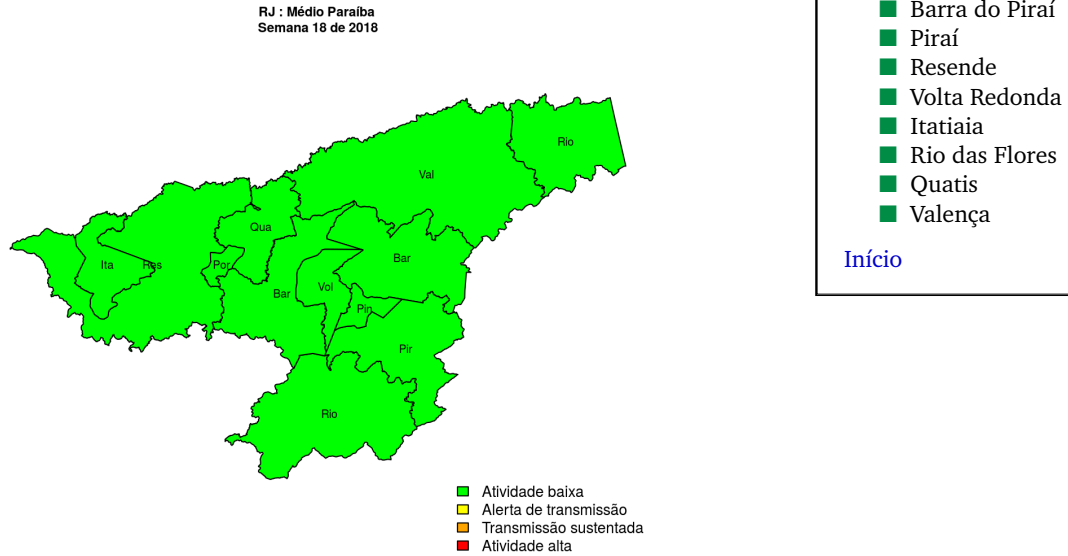 RJ : Médio Paraíba
Semana 18 de 2018
Rio
Val
Qua
Ita
Res
Por
Bar
Bar
Vol
Pin
Pir
Rio
Atividade baixa
Alerta de transmissão
Transmissão sustentada
Atividade alta
Barra do Piraí
Piraí
Resende
Volta Redonda
Itatiaia
Rio das Flores
Quatis
Valença
Início